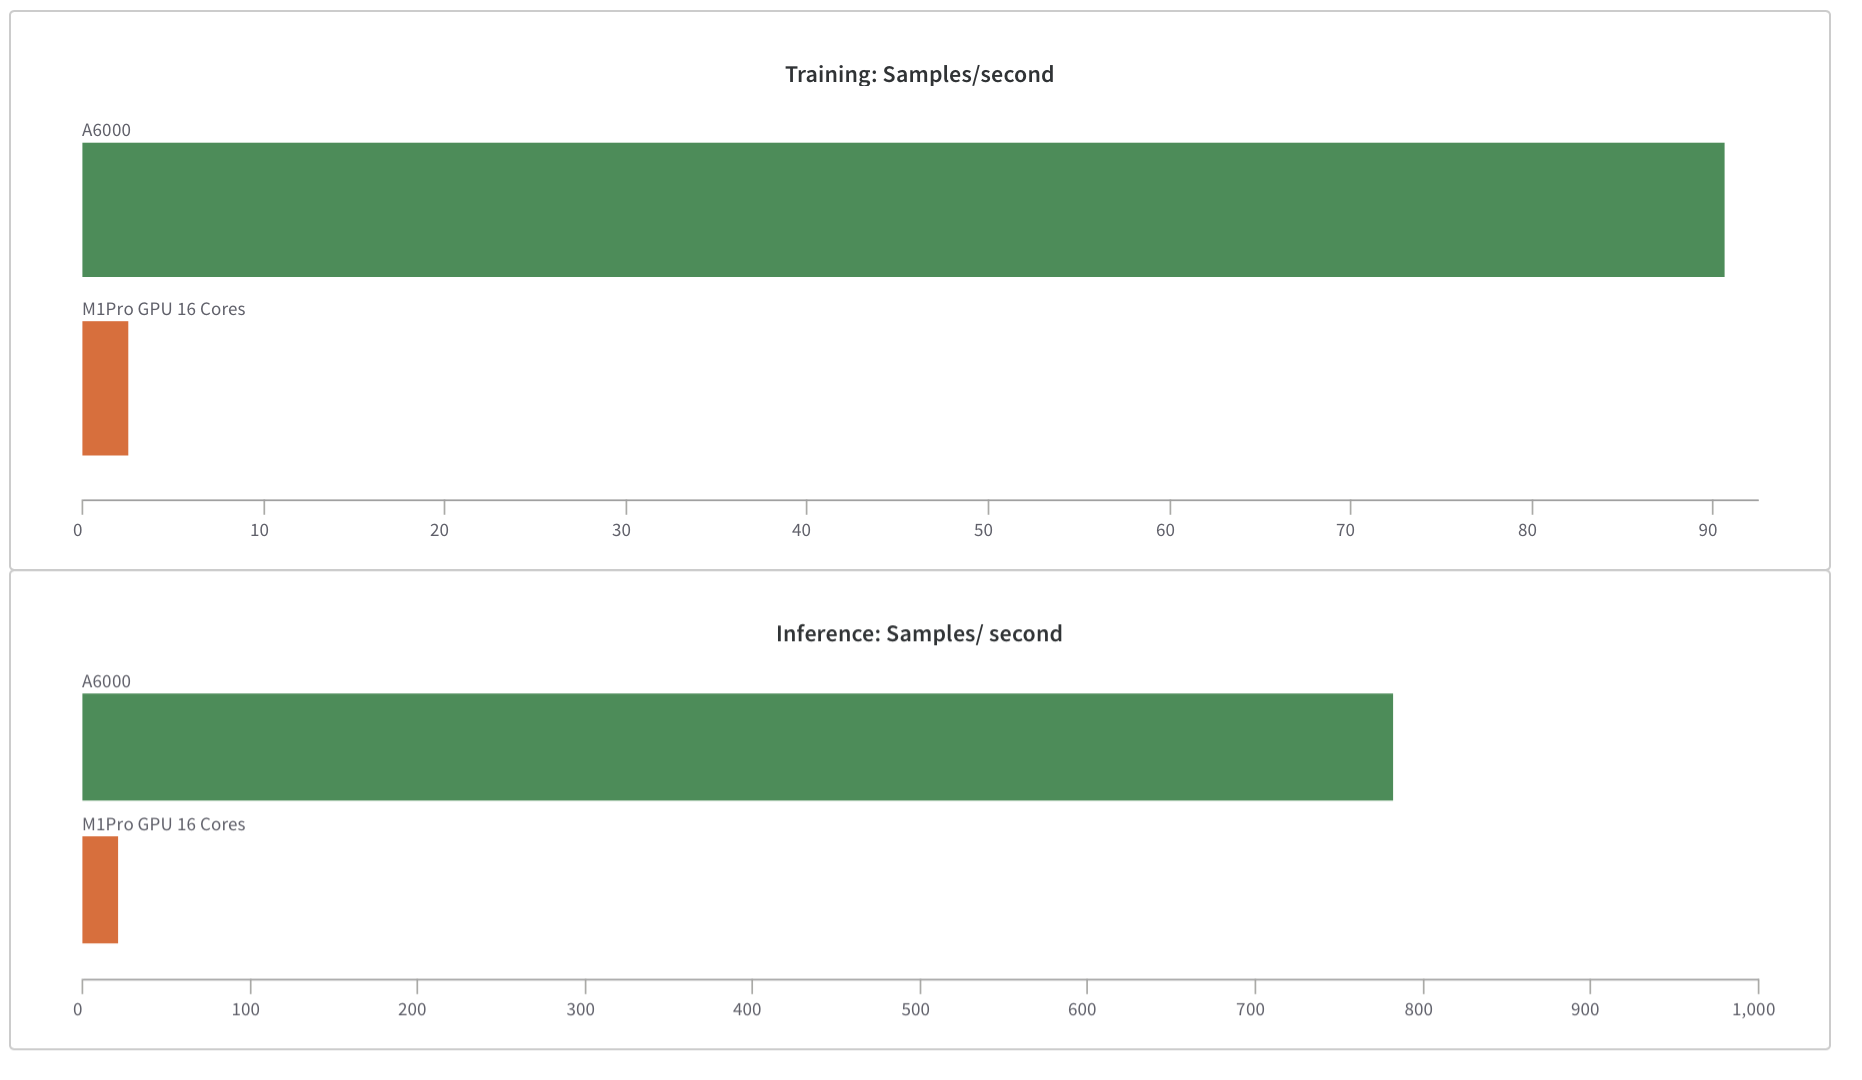 Training: Samples/second
A6000
M1Pro GPU 16 Cores
0 10 20 30 40 50 60 70 80 90
Inference: Samples/ second
A6000
M1Pro GPU 16 Cores
0 100 200 300 400 500 600 700 800 900 1,000